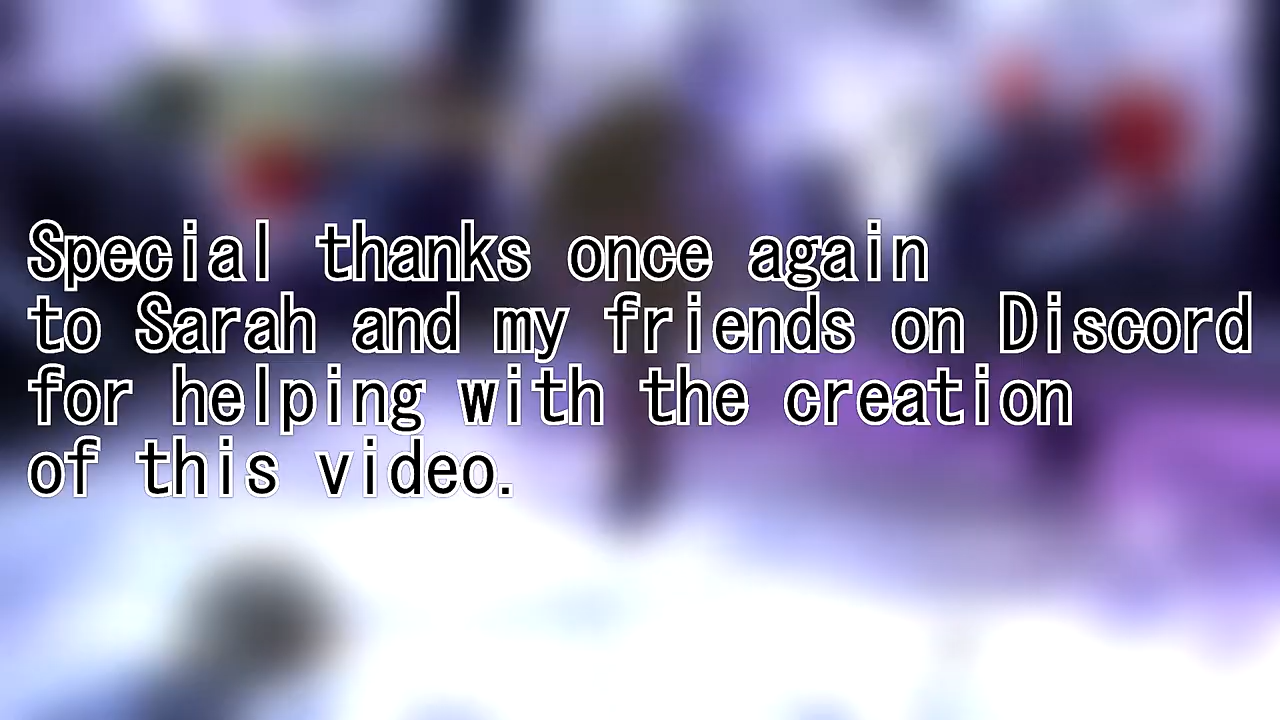 Special thanks once again
to Sarah and my friends on Discord
for helping with the creation
of this video.